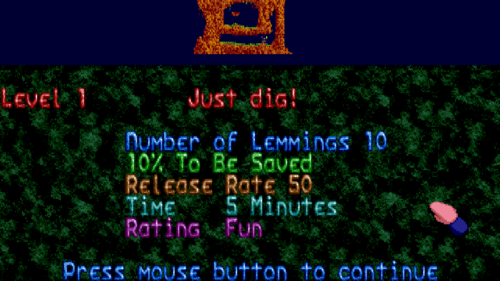 Level 1 Just dig!
Number of Lemmings 10
10% To Be Saved
Release Rate 50
Time 5 Minutes
Rating Fun
Press mouse button to continue